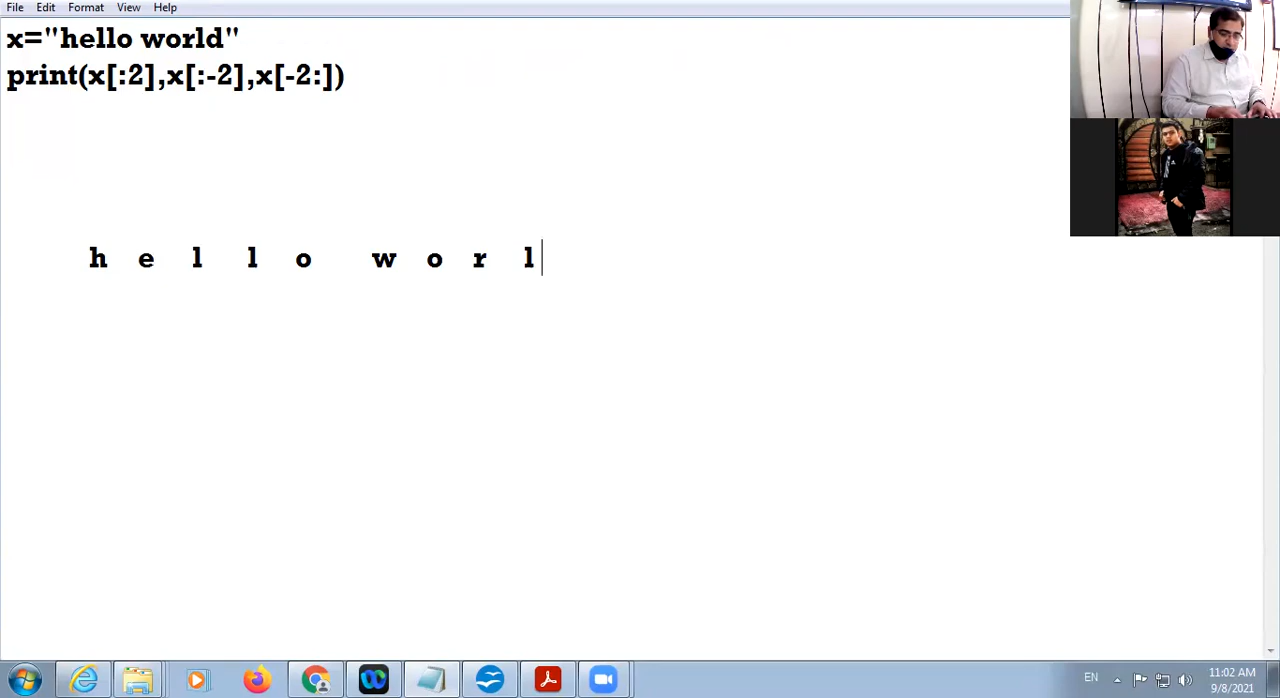 File Edit Format View Help
x="hello world"
print(x[:2],x[:-2],x[-2:])
h e l l o w o r l
EN
11:02 AM
9/8/2021